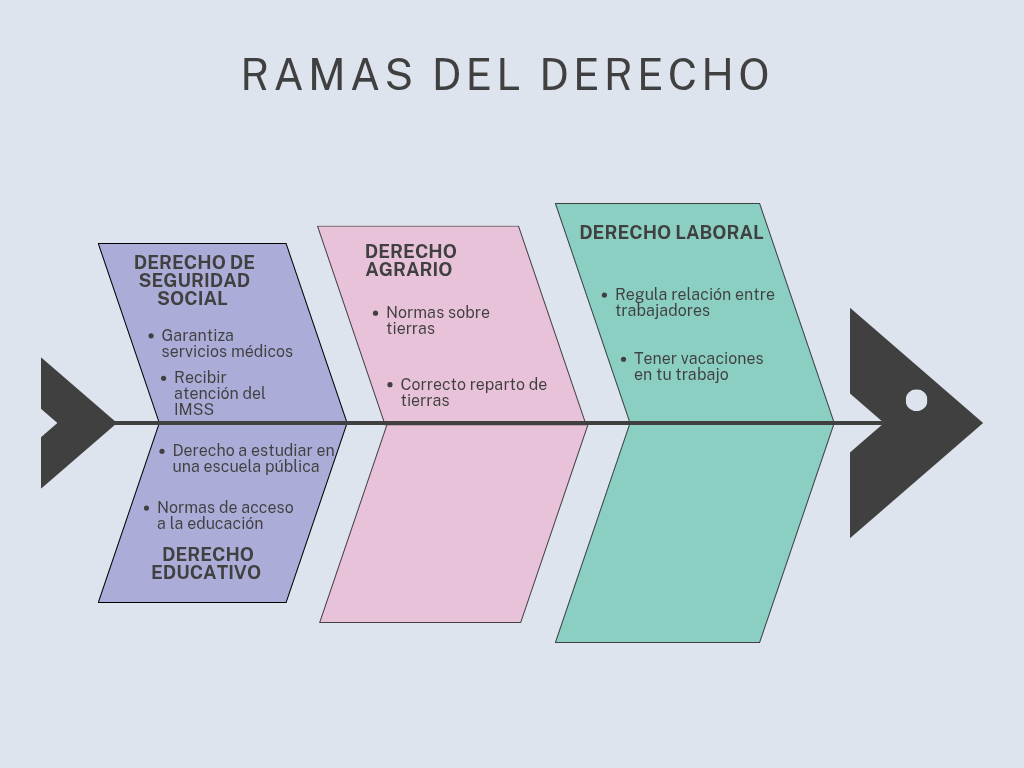 RAMAS DEL DERECHO
DERECHO DE
SEGURIDAD
SOCIAL
• Garantiza
servicios médicos
• Recibir
atención del
IMSS
DERECHO
AGRARIO
• Normas sobre
tierras
• Correcto reparto de
tierras
DERECHO LABORAL
• Regula relación entre
trabajadores
• Tener vacaciones
en tu trabajo
• Derecho a estudiar en
una escuela pública
• Normas de acceso
a la educación
DERECHO
EDUCATIVO